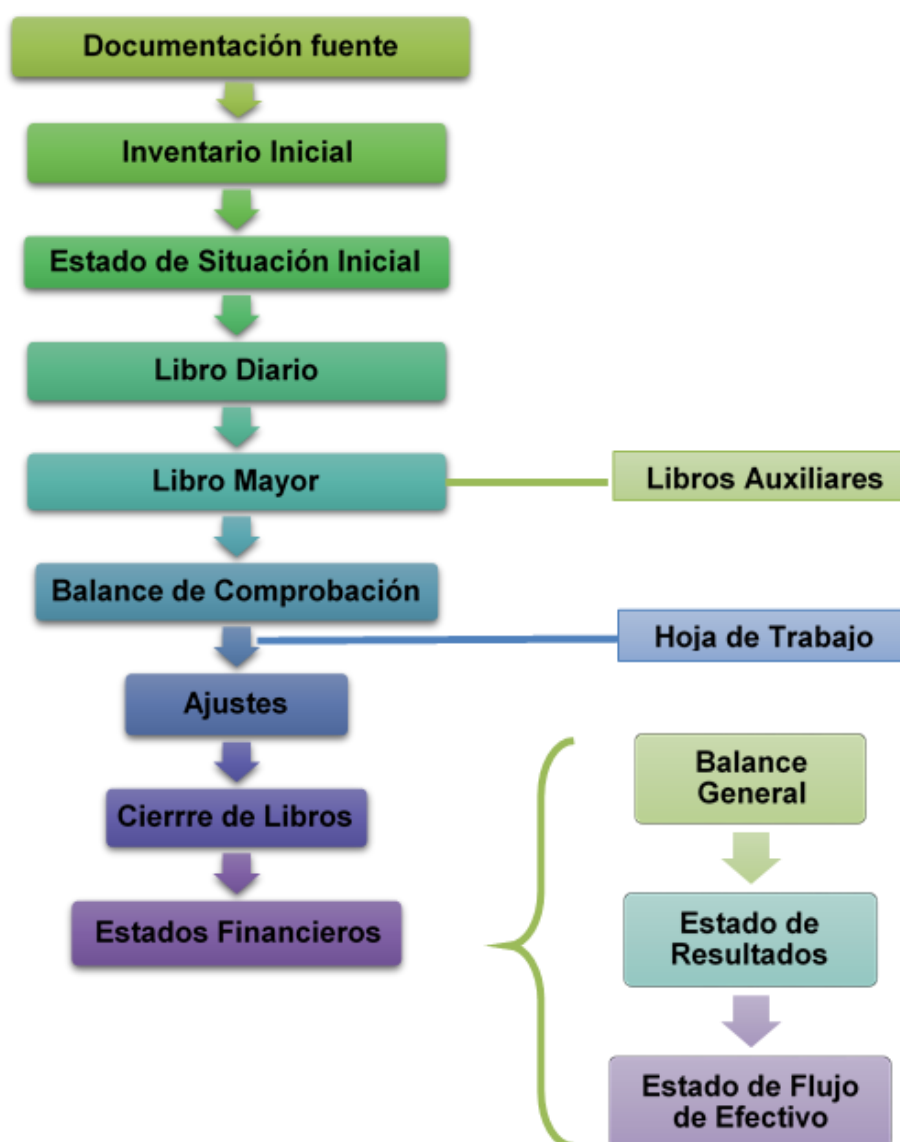 Documentación fuente
Inventario Inicial
Estado de Situación Inicial
Libro Diario
Libro Mayor
Libros Auxiliares
Balance de Comprobación
Hoja de Trabajo
Ajustes
Cierrre de Libros
Estados Financieros
Balance
General
Estado de
Resultados
Estado de Flujo
de Efectivo